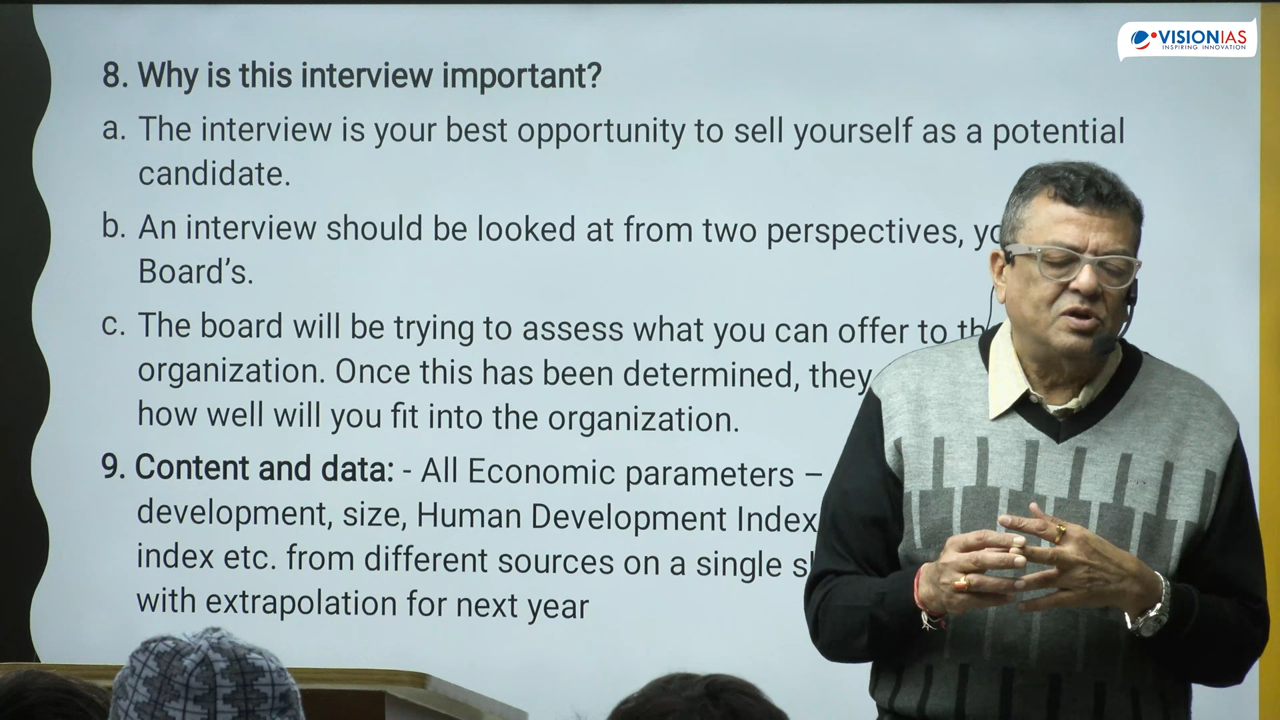 VISIONIAS
INSPIRING INNOVATION
8. Why is this interview important?
a. The interview is your best opportunity to sell yourself as a potential
candidate.
b. An interview should be looked at from two perspectives,
Board's.
c. The board will be trying to assess what you can offer to
organization. Once this has been determined, they
how well will you fit into the organization.
9. Content and data: - All Economic parameters –
development, size, Human Development Index
index etc. from different sources on a single
with extrapolation for next year